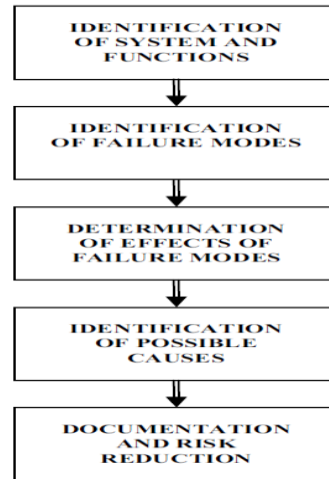 IDENTIFICATION
OF SYSTEM AND
FUNCTIONS
IDENTIFICATION
OF FAILURE MODES
DETERMINATION
OF EFFECTS OF
FAILURE MODES
IDENTIFICATION
OF POSSIBLE
CAUSES
DOCUMENTATION
AND RISK
REDUCTION